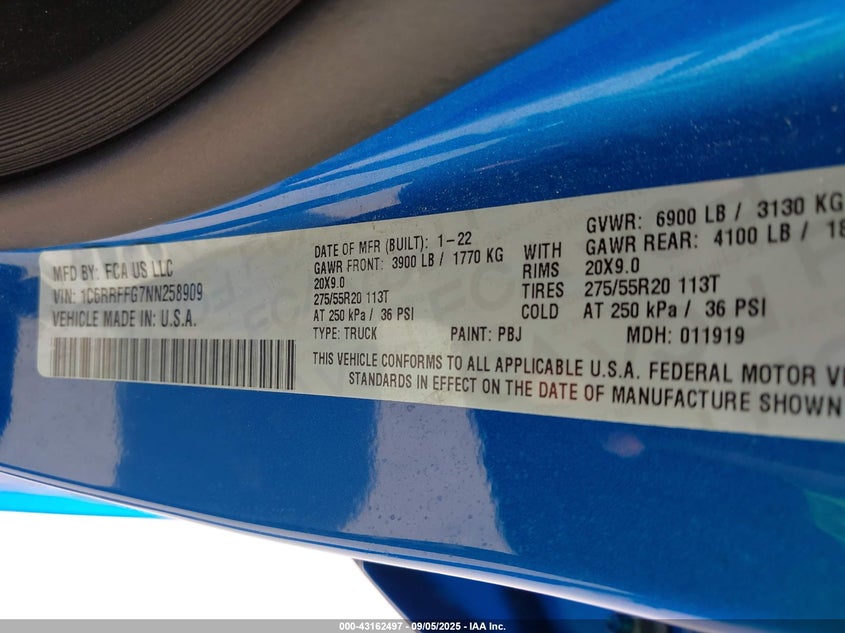 MFD BY: FCA US LLC
VIN: 1C6RRFFG7NN258909
VEHICLE MADE IN: U.S.A.
DATE OF MFR (BUILT): 1-22
GAWR FRONT: 3900 LB / 1770 KG
20X9.0
275/55R20 113T
AT 250 kPa / 36 PSI
WITH
RIMS
TIRES
COLD
GVWR: 6900 LB / 3130 KG
GAWR REAR: 4100 LB / 18
20X9.0
275/55R20 113T
AT 250 kPa / 36 PSI
TYPE: TRUCK PAINT: PBJ MDH: 011919
THIS VEHICLE CONFORMS TO ALL APPLICABLE U.S.A. FEDERAL MOTOR
STANDARDS IN EFFECT ON THE DATE OF MANUFACTURE SHOWN
000-43162497 - 09/05/2025 - IAA Inc.